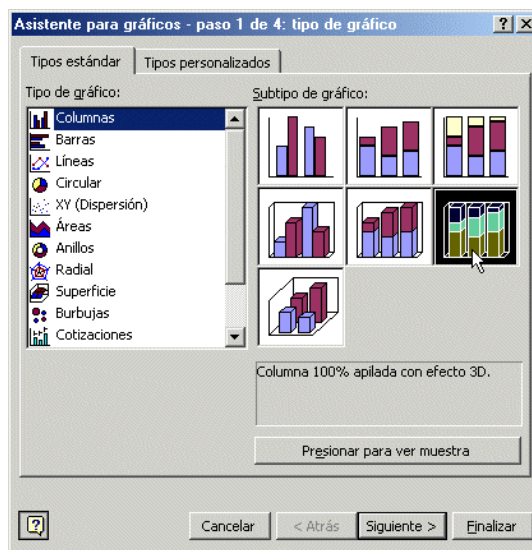 Asistente para gráficos - paso 1 de 4: tipo de gráfico
Tipos estándar
Tipos personalizados
Tipo de gráfico:
Columnas
Barras
Líneas
Circular
XY (Dispersión)
Áreas
Anillos
Radial
Superficie
Burbujas
Cotizaciones
Subtipo de gráfico:
Columna 100% apilada con efecto 3D.
Presionar para ver muestra
Cancelar
< Atrás
Siguiente >
Finalizar